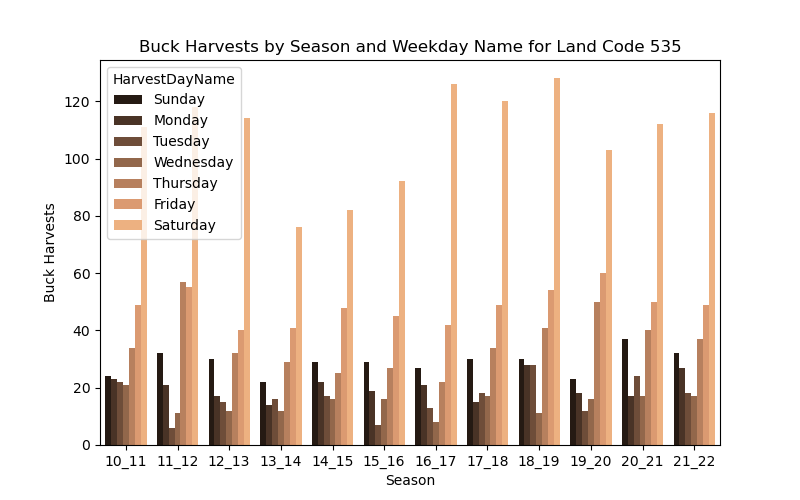 Buck Harvests by Season and Weekday Name for Land Code 535
HarvestDayName
Sunday
Monday
Tuesday
Wednesday
Thursday
Friday
Saturday
Buck Harvests
120
100
80
60
40
20
0
10_11 11_12 12_13 13_14 14_15 15_16 16_17 17_18 18_19 19_20 20_21 21_22
Season